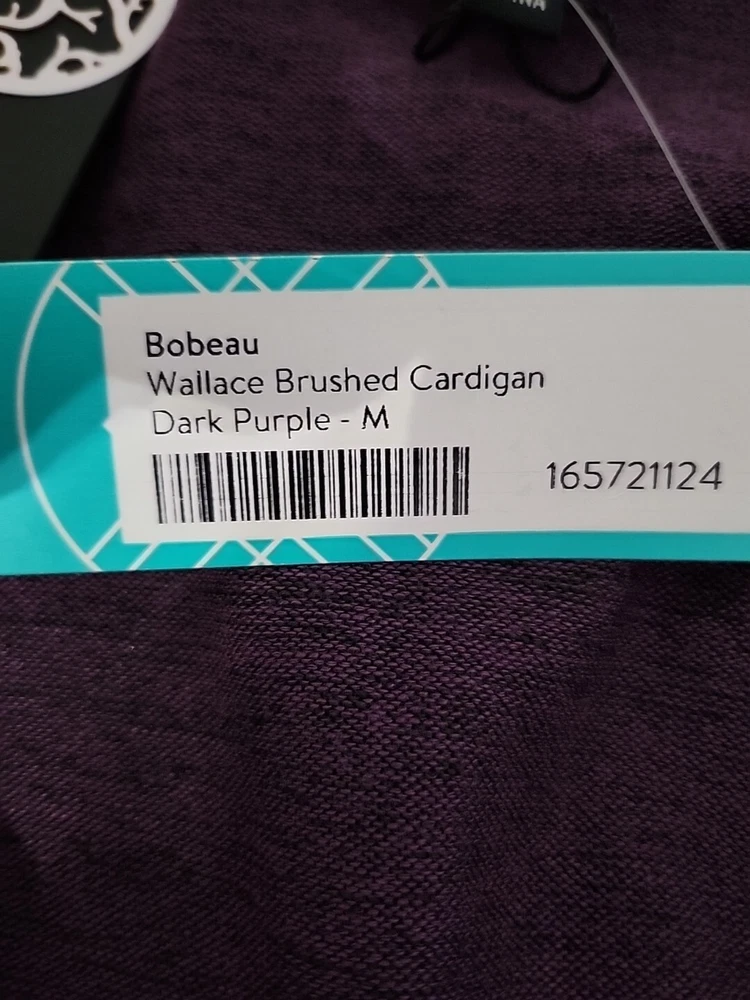 Bobeau
Wallace Brushed Cardigan
Dark Purple - M
165721124